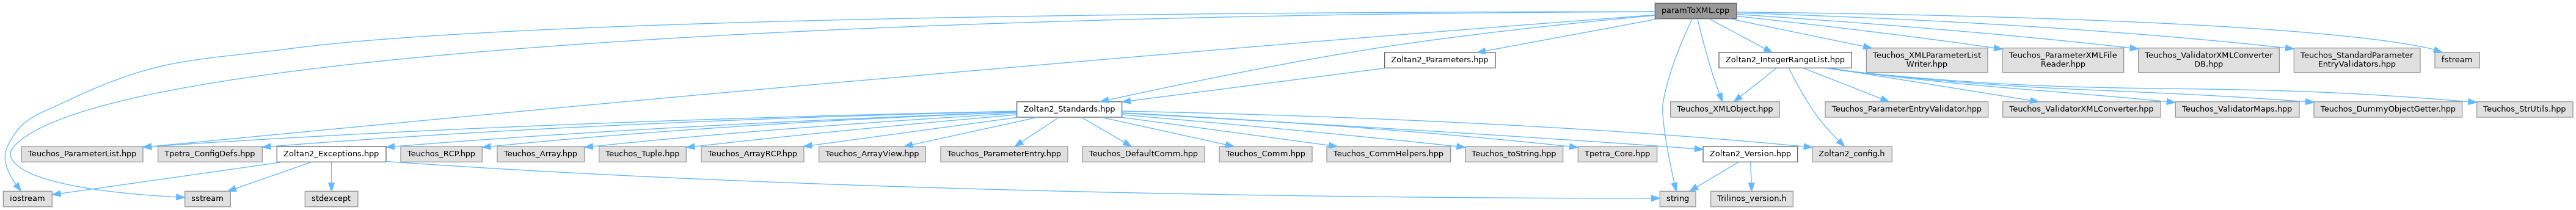 paramToXML.cpp
Zoltan2_Parameters.hpp
Zoltan2_IntegerRangeList.hpp
Teuchos_XMLParameterList
Writer.hpp
Teuchos_ParameterXMLFile
Reader.hpp
Teuchos_ValidatorXMLConverter
DB.hpp
Teuchos_StandardParameter
EntryValidators.hpp
fstream
Zoltan2_Standards.hpp
Teuchos_XMLObject.hpp
Teuchos_ParameterEntryValidator.hpp
Teuchos_ValidatorXMLConverter.hpp
Teuchos_ValidatorMaps.hpp
Teuchos_DummyObjectGetter.hpp
Teuchos_StrUtils.hpp
Teuchos_ParameterList.hpp
Tpetra_ConfigDefs.hpp
Zoltan2_Exceptions.hpp
Teuchos_RCP.hpp
Teuchos_Array.hpp
Teuchos_Tuple.hpp
Teuchos_ArrayRCP.hpp
Teuchos_ArrayView.hpp
Teuchos_ParameterEntry.hpp
Teuchos_DefaultComm.hpp
Teuchos_Comm.hpp
Teuchos_CommHelpers.hpp
Teuchos_toString.hpp
Tpetra_Core.hpp
Zoltan2_Version.hpp
Zoltan2_config.h
iostream
sstream
stdexcept
string
Trilinos_version.h